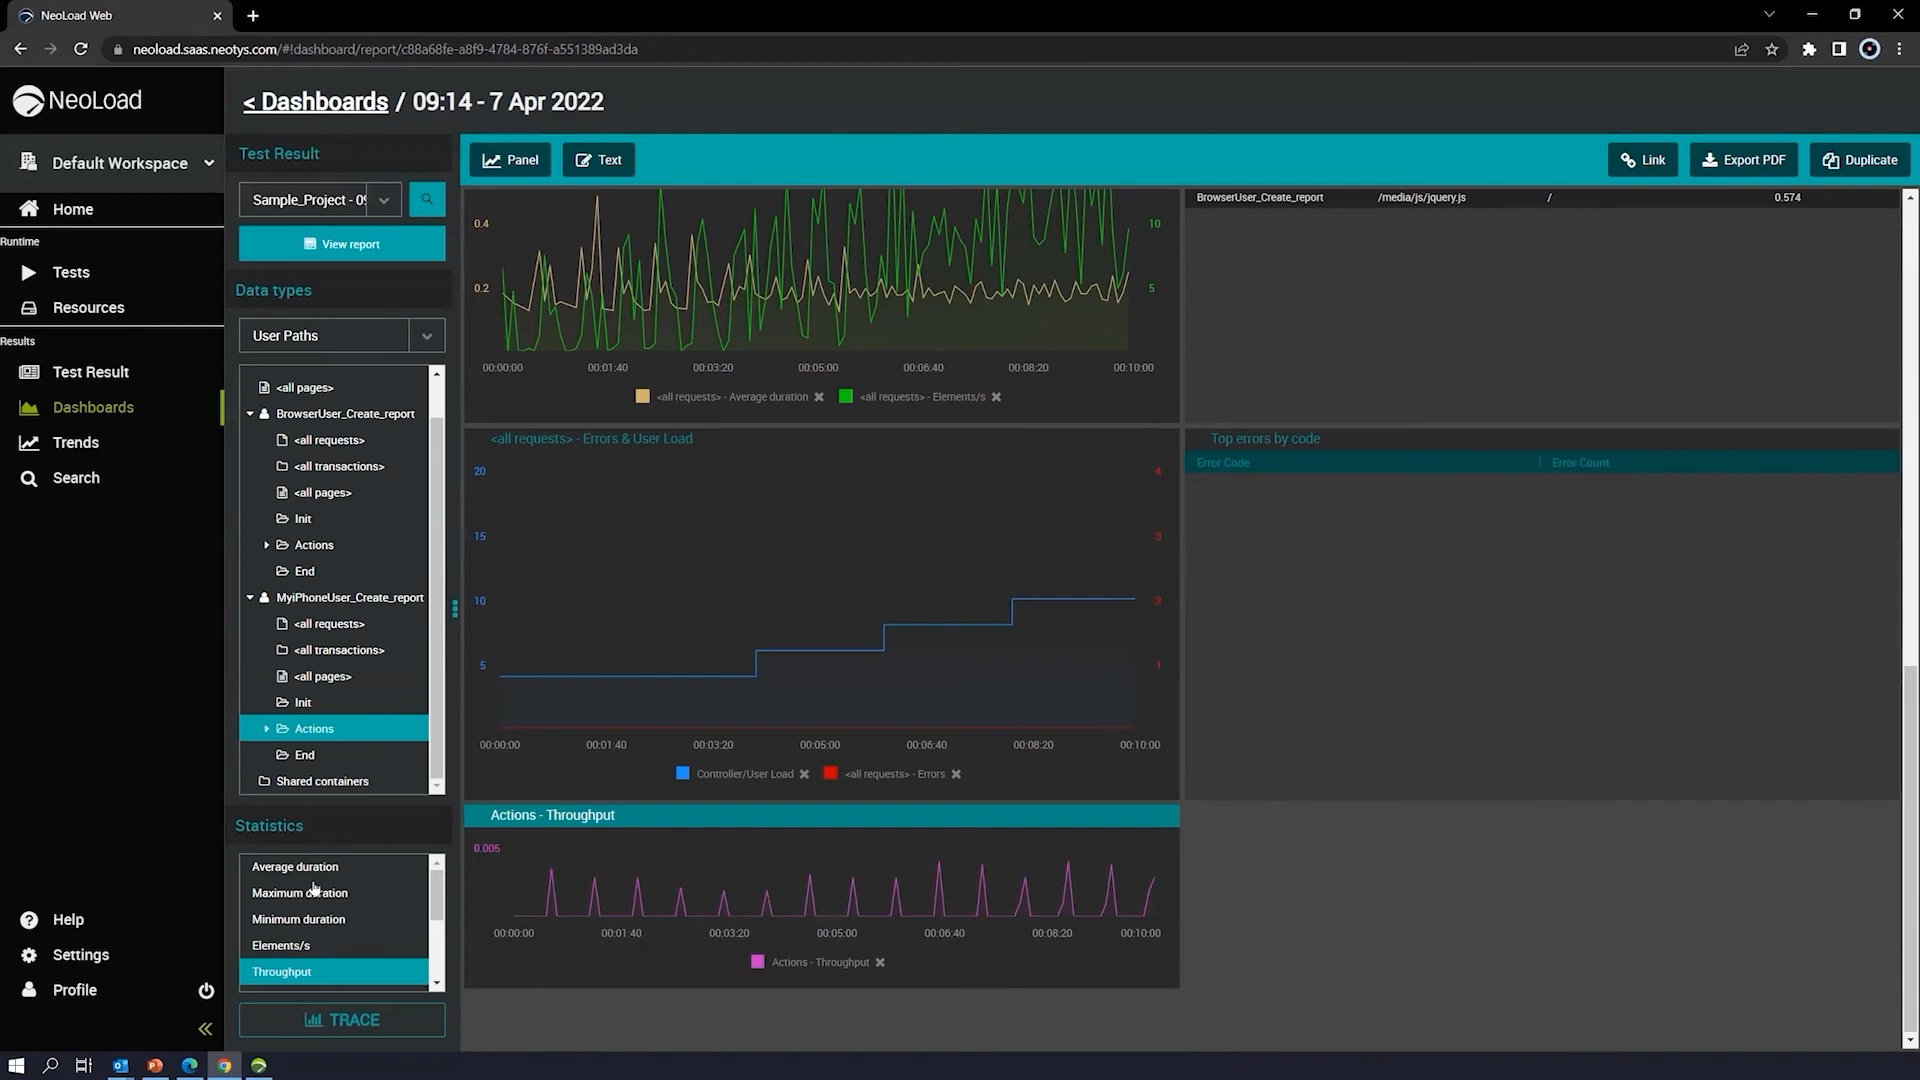 NeoLoad Web
neoload.saas.neotys.com/#!dashboard/report/c88a68fe-a8f9-4784-876f-a551389ad3da
NeoLoad
< Dashboards / 09:14 - 7 Apr 2022
Default Workspace
Home
Runtime
Tests
Resources
Results
Test Result
Dashboards
Trends
Search
Help
Settings
Profile
Test Result
Sample_Project - 09
View report
Data types
User Paths
<all pages>
BrowserUser_Create_report
<all requests>
<all transactions>
<all pages>
Init
Actions
End
MyiPhoneUser_Create_report
<all requests>
<all transactions>
<all pages>
Init
Actions
End
Shared containers
Statistics
Average duration
Maximum duration
Minimum duration
Elements/s
Throughput
TRACE
Panel Text Link Export PDF Duplicate
0.4 10
0.2 5
00:00:00 00:01:40 00:03:20 00:05:00 00:06:40 00:08:20 00:10:00
<all requests> - Average duration <all requests> - Elements/s
BrowserUser_Create_report /media/js/jquery.js / 0.574
<all requests> - Errors & User Load
20 4
15 3
10 2
5 1
00:00:00 00:01:40 00:03:20 00:05:00 00:06:40 00:08:20 00:10:00
Controller/User Load <all requests> - Errors
Top errors by code
Error Code Error Count
Actions - Throughput
0.005
00:00:00 00:01:40 00:03:20 00:05:00 00:06:40 00:08:20 00:10:00
Actions - Throughput